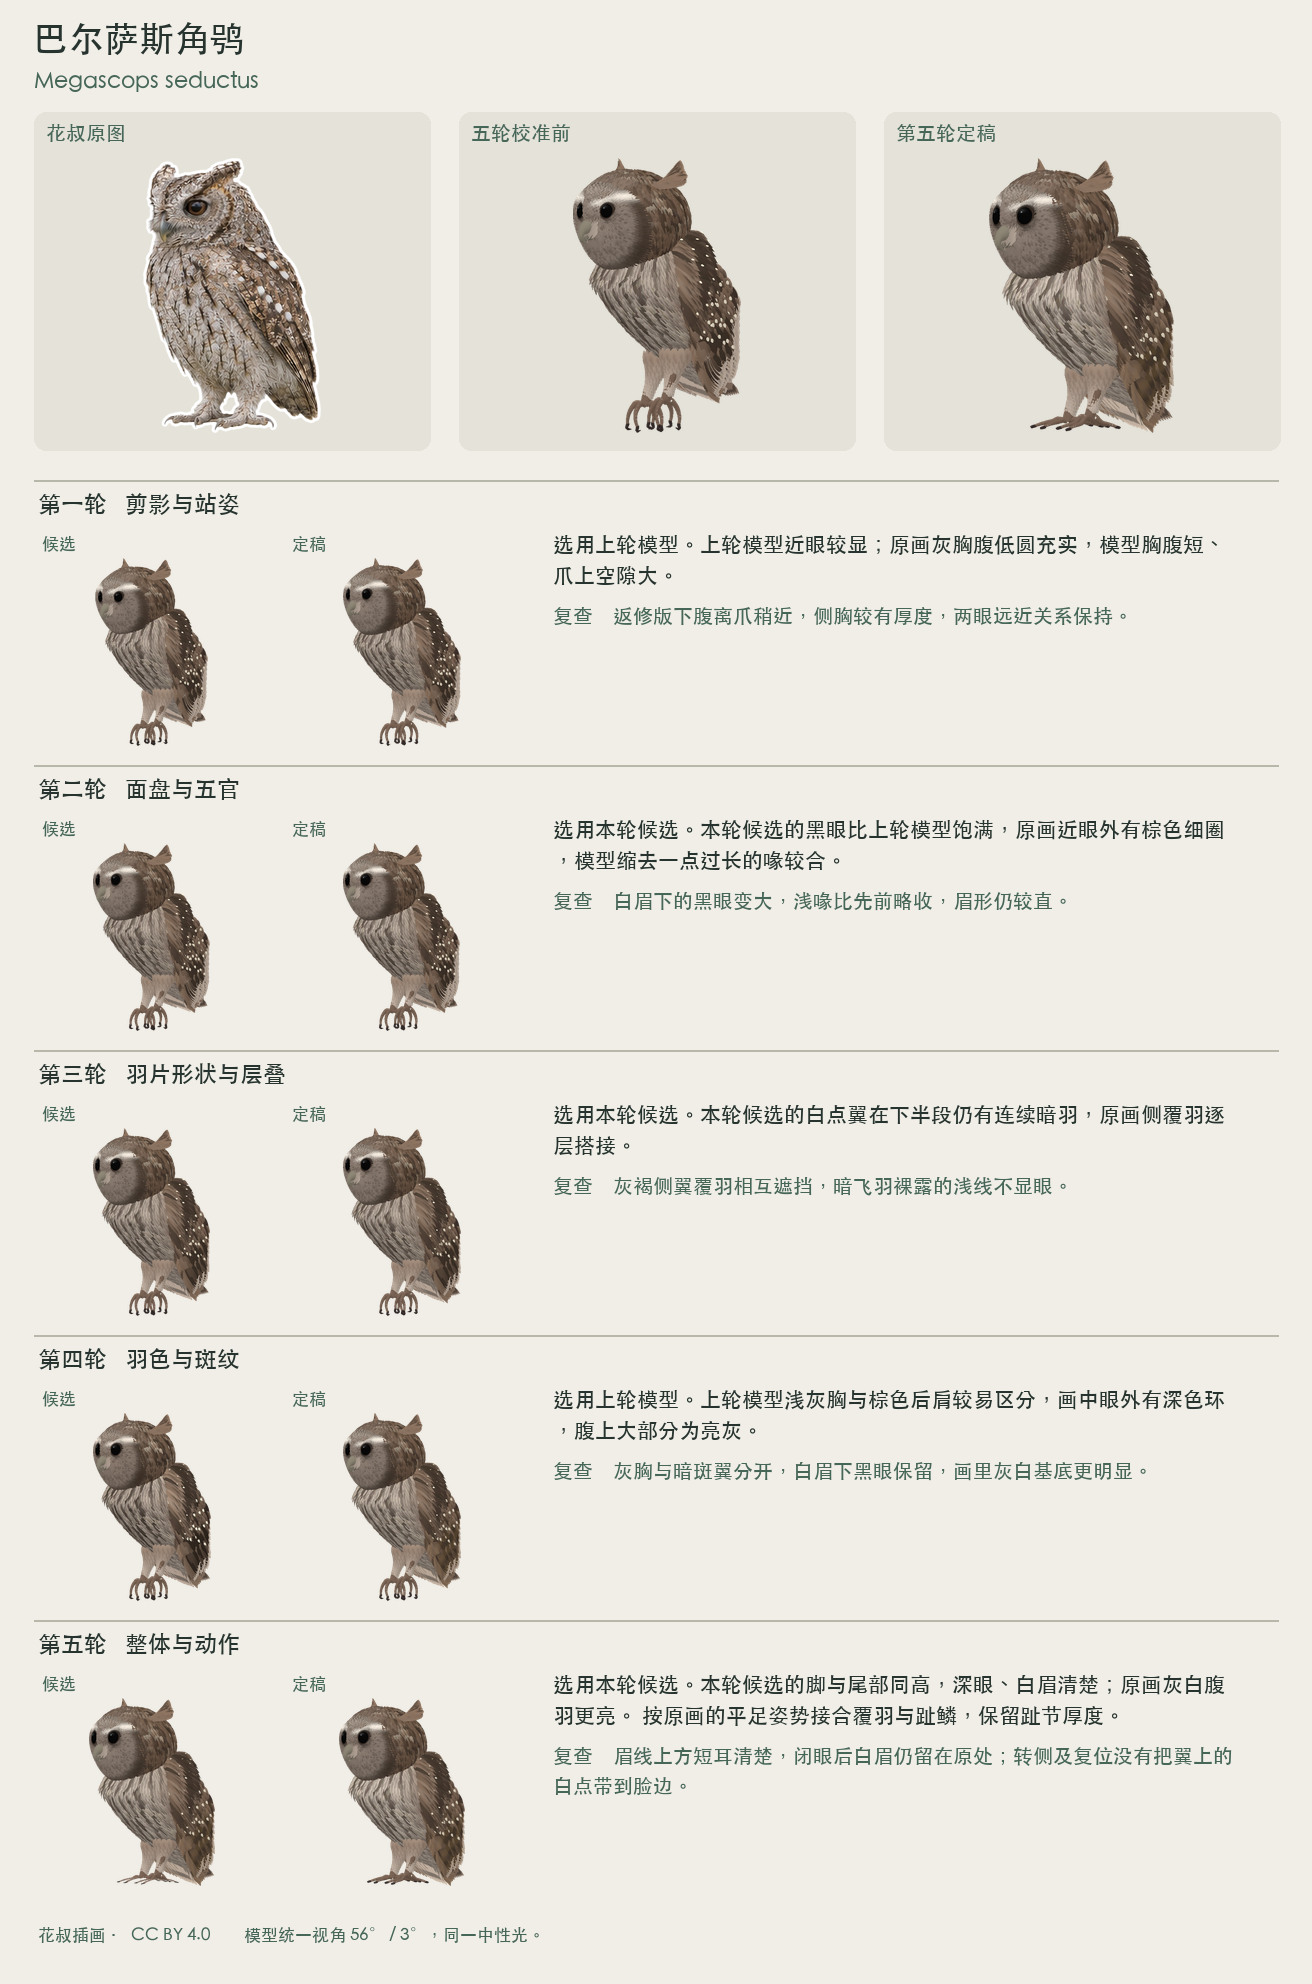 巴尔萨斯角鸮
Megascops seductus
花叔原图
五轮校准前
第五轮定稿
第一轮 剪影与站姿
候选
定稿
选用上轮模型。上轮模型近眼较显；原画灰胸腹低圆充实，模型胸腹短、
爪上空隙大。
复查 返修版下腹离爪稍近，侧胸较有厚度，两眼远近关系保持。
第二轮 面盘与五官
候选
定稿
选用本轮候选。本轮候选的黑眼比上轮模型饱满，原画近眼外有棕色细圈
，模型缩去一点过长的喙较合。
复查 白眉下的黑眼变大，浅喙比先前略收，眉形仍较直。
第三轮 羽片形状与层叠
候选
定稿
选用本轮候选。本轮候选的白点翼在下半段仍有连续暗羽，原画侧覆羽逐
层搭接。
复查 灰褐侧翼覆羽相互遮挡，暗飞羽裸露的浅线不显眼。
第四轮 羽色与斑纹
候选
定稿
选用上轮模型。上轮模型浅灰胸与棕色后肩较易区分，画中眼外有深色环
，腹上大部分为亮灰。
复查 灰胸与暗斑翼分开，白眉下黑眼保留，画里灰白基底更明显。
第五轮 整体与动作
候选
定稿
选用本轮候选。本轮候选的脚与尾部同高，深眼、白眉清楚；原画灰白腹
羽更亮。 按原画的平足姿势接合覆羽与趾鳞，保留趾节厚度。
复查 眉线上方短耳清楚，闭眼后白眉仍留在原处；转侧及复位没有把翼上的
白点带到脸边。
花叔插画 · CC BY 4.0 模型统一视角 56° / 3° ，同一中性光。